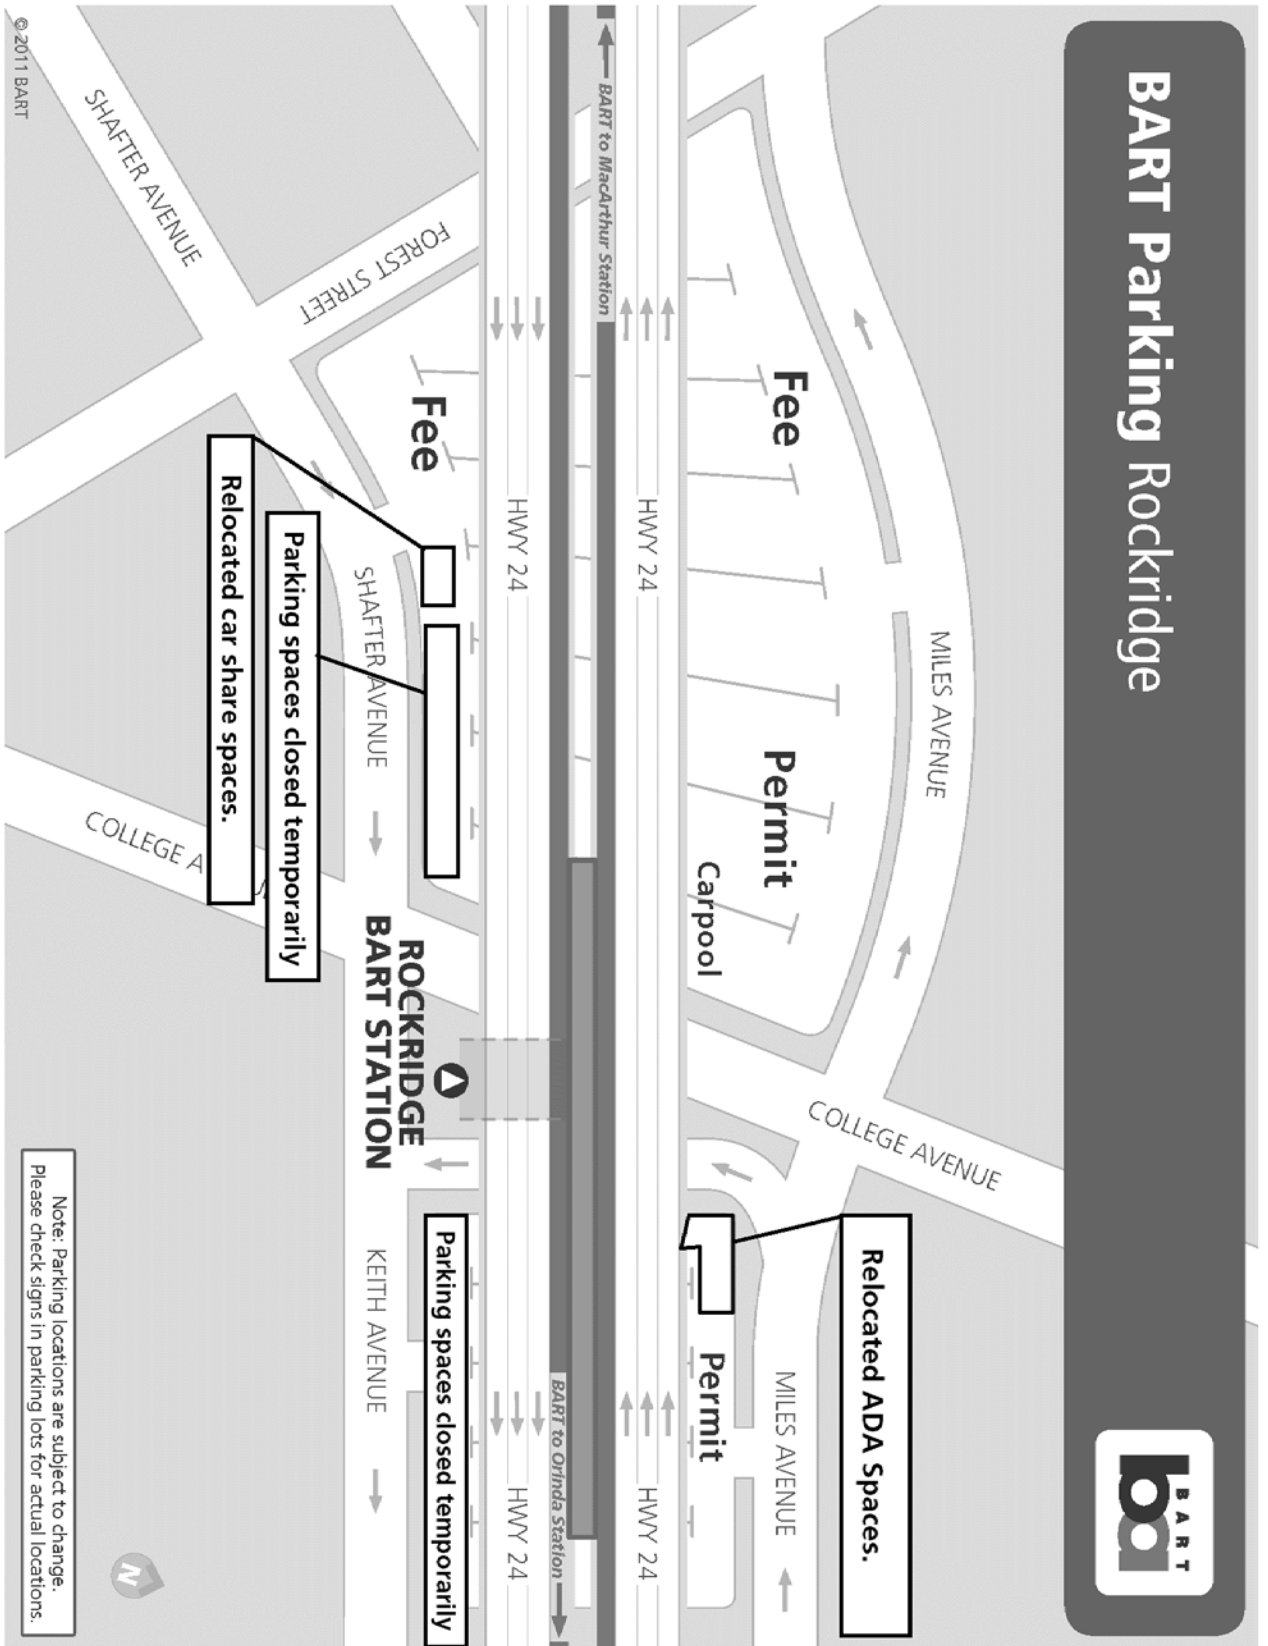 BART Parking Rockridge
BART
ba
MILES AVENUE
COLLEGE AVENUE
Relocated ADA Spaces.
MILES AVENUE
Fee
Permit
Carpool
Permit
HWY 24
HWY 24
BART to MacArthur Station
BART to Orinda Station
HWY 24
HWY 24
Fee
FOREST STREET
SHAFTER AVENUE
SHAFTER AVENUE
ROCKRIDGE
BART STATION
Parking spaces closed temporarily
KEITH AVENUE
Parking spaces closed temporarily
Relocated car share spaces.
COLLEGE A
N
Note: Parking locations are subject to change.
Please check signs in parking lots for actual locations.
© 2011 BART